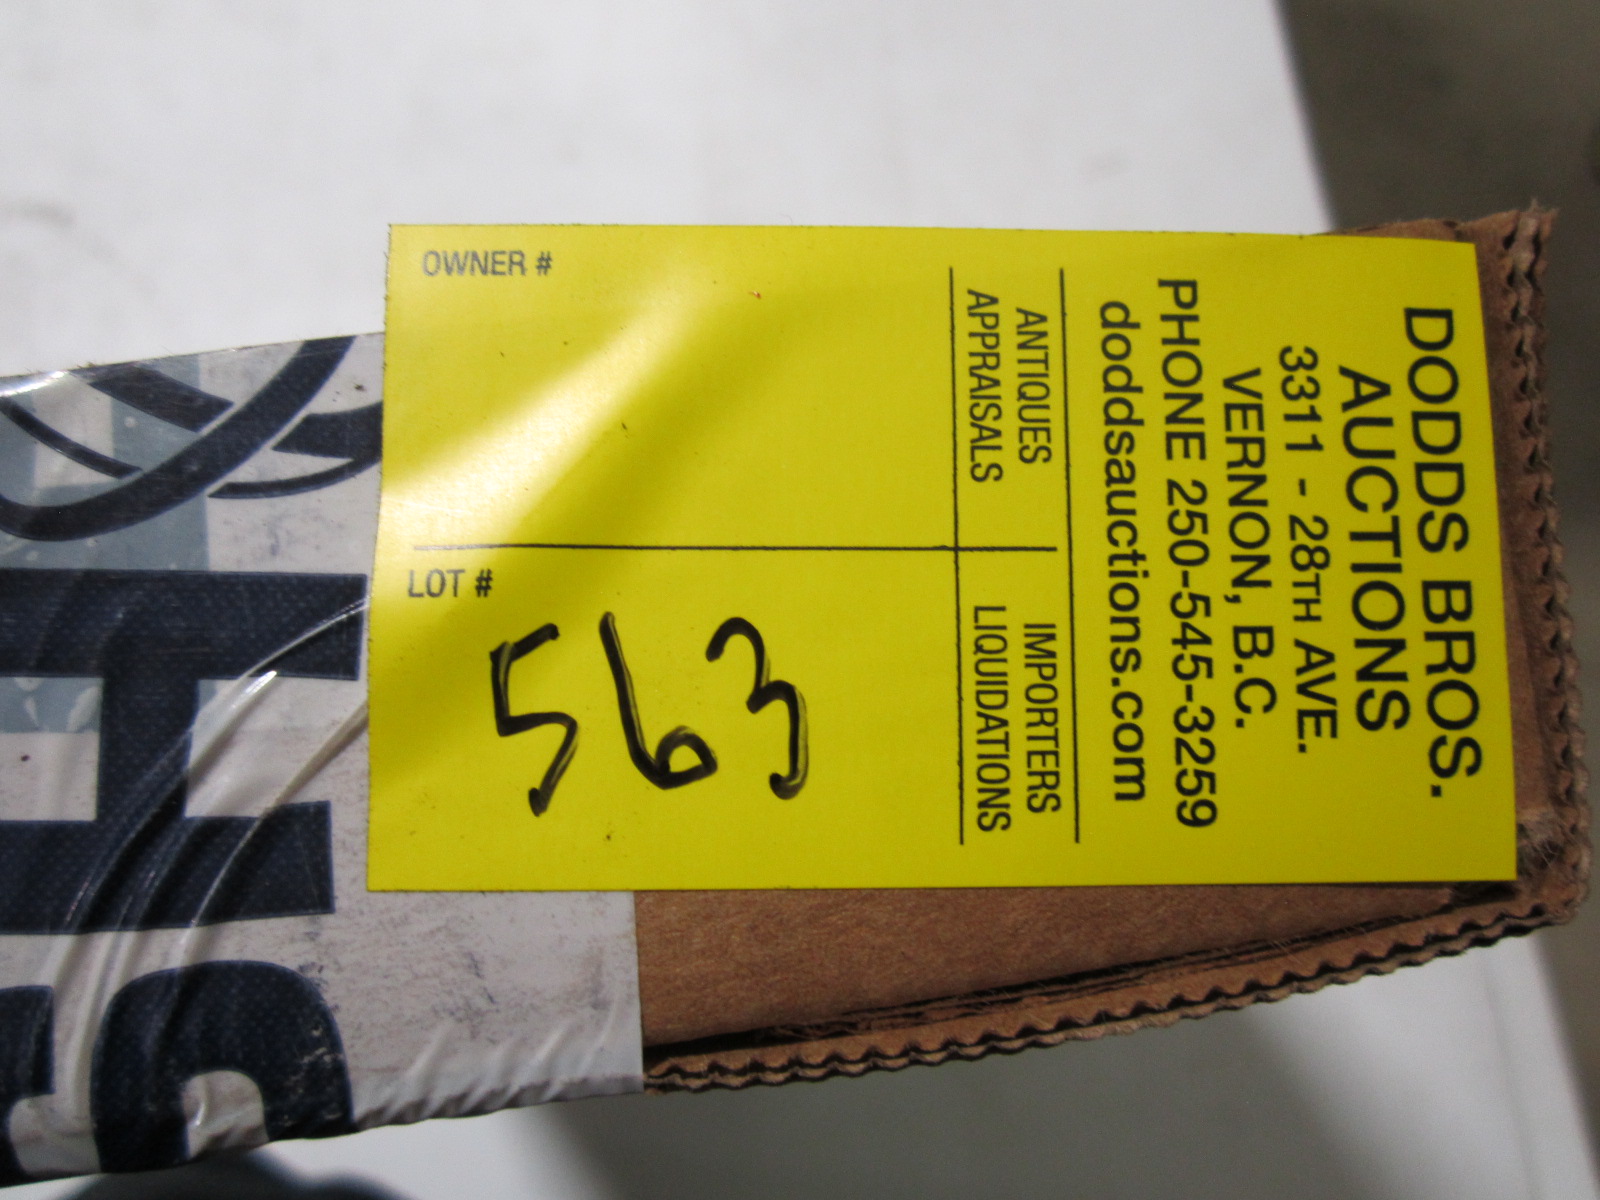 DODDS BROS.
AUCTIONS
3311 - 28TH AVE.
VERNON, B.C.
PHONE 250-545-3259
doddsauctions.com
ANTIQUES
APPRAISALS
IMPORTERS
LIQUIDATIONS
OWNER #
LOT #
563